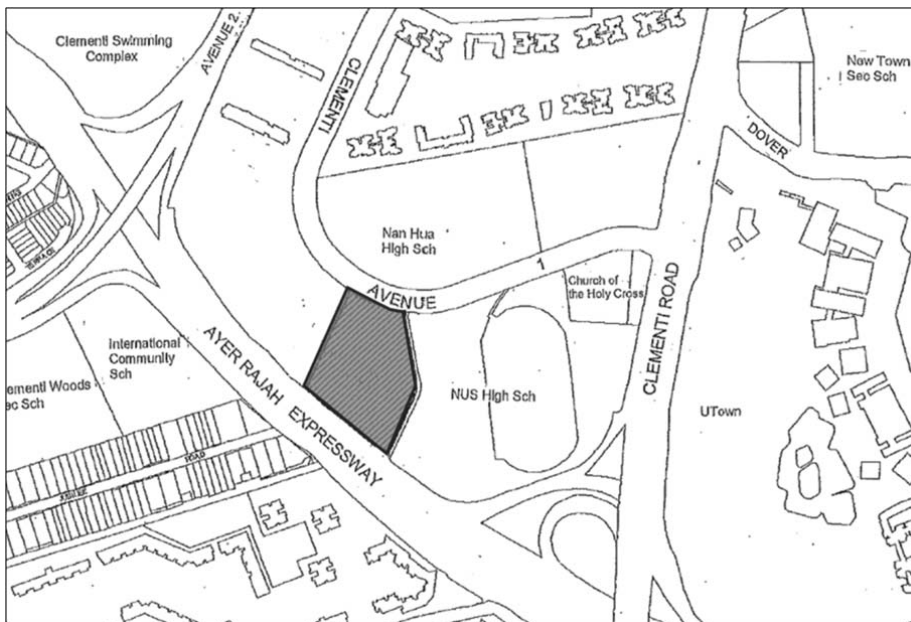 Clementi Swimming
Complex
AVENUE 2
CLEMENTI
New Town
Sec Sch
DOVER
Nan Hua
High Sch
AVENUE
1
Church of
the Holy Cross
CLEMENTI ROAD
International
Community
Sch
AYER RAJAH EXPRESSWAY
lementi Woods
ec Sch
NUS High Sch
UTown
ROAD